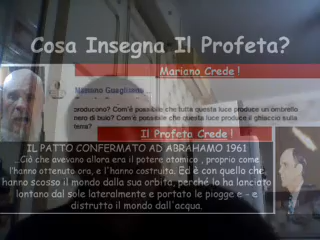 Cosa Insegna Il Profeta?
Mariano Crede !
Mariano Guagliardo
producono? Com'è possibile che tutta questa luce produce un ombrello
nero di buio? Com'è possibile che questa luce produce il ghiaccio sulla
terra?
Il Profeta Crede !
IL PATTO CONFERMATO AD ABRAHAMO 1961
...Ciò che avevano allora era il potere atomico , proprio come
l'hanno ottenuto ora, e l'hanno costruita. Ed è con quello che
hanno scosso il mondo dalla sua orbita, perché lo ha lanciato
lontano dal sole lateralmente e portato le piogge e - e
distrutto il mondo dall'acqua.